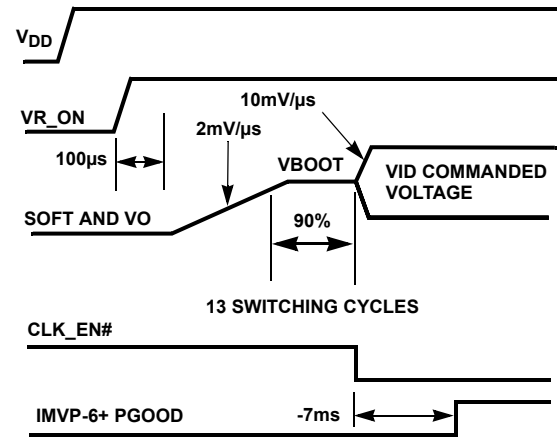 VDD
VR_ON
10mV/µs
2mV/µs
100µs
VBOOT
VID COMMANDED
VOLTAGE
SOFT AND VO
90%
13 SWITCHING CYCLES
CLK_EN#
IMVP-6+ PGOOD
-7ms